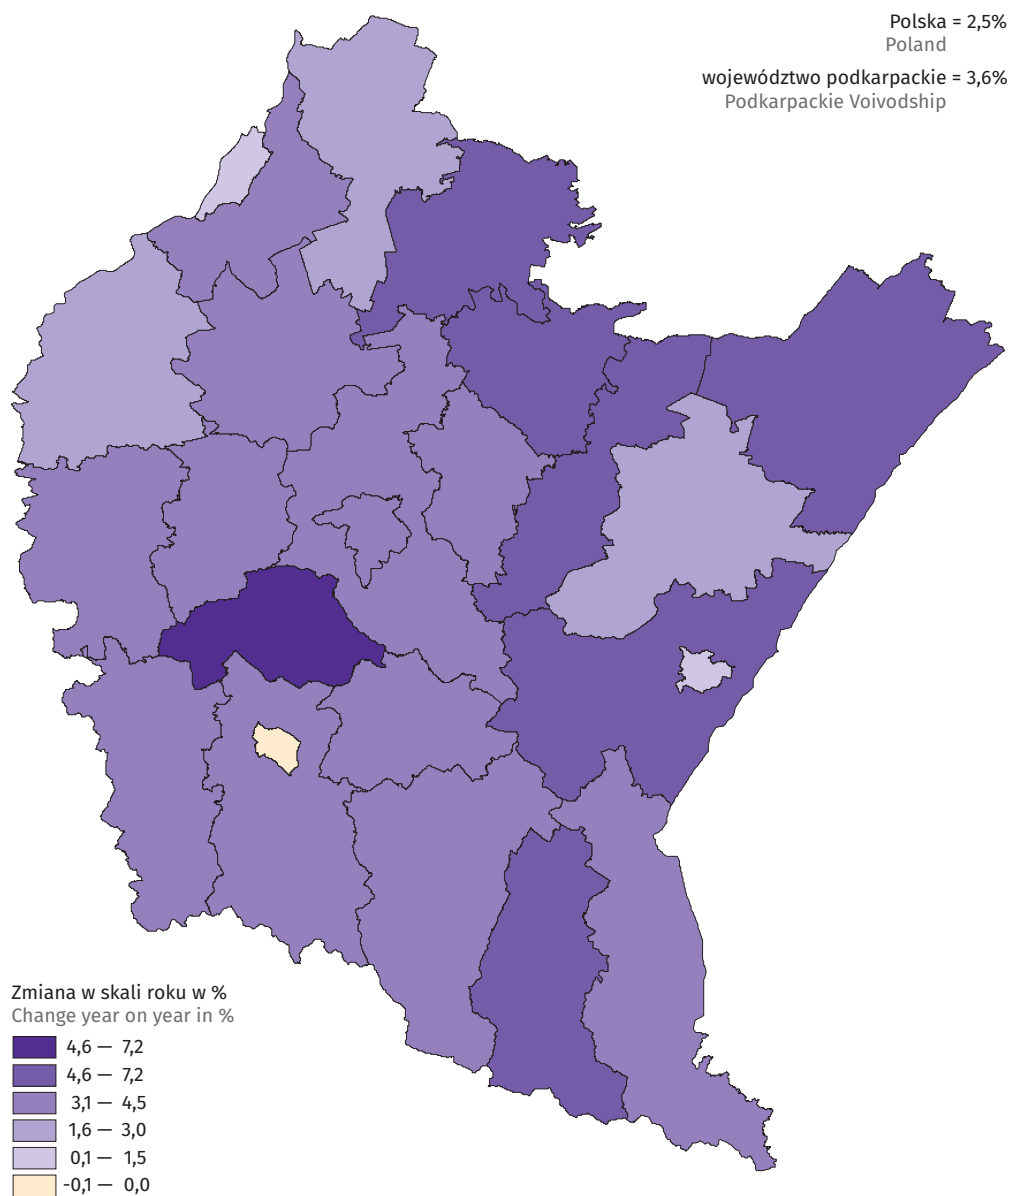 Polska = 2,5%
Poland
województwo podkarpackie = 3,6%
Podkarpackie Voivodship
Zmiana w skali roku w %
Change year on year in %
4,6 — 7,2
4,6 — 7,2
3,1 — 4,5
1,6 — 3,0
0,1 — 1,5
-0,1 — 0,0